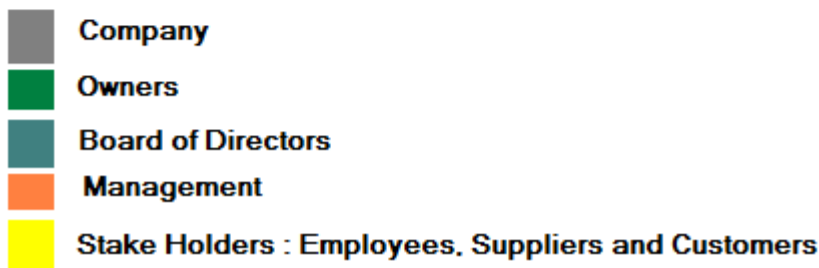 Company
Owners
Board of Directors
Management
Stake Holders : Employees, Suppliers and Customers